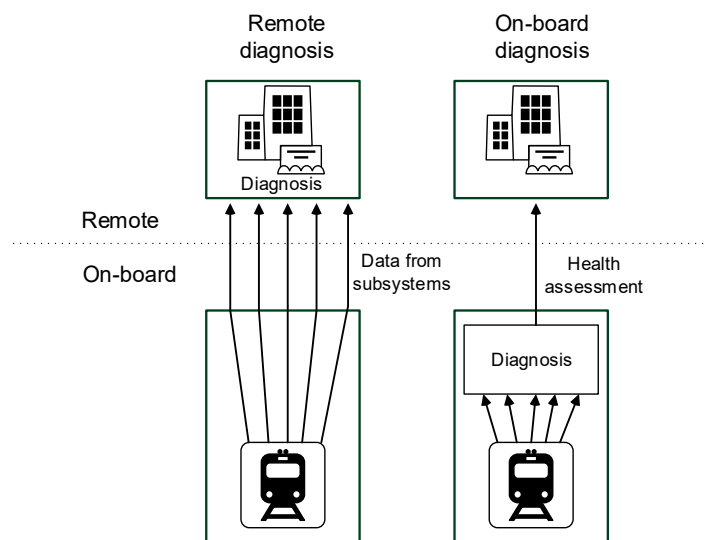 Remote
diagnosis
On-board
diagnosis
Diagnosis
Remote
On-board
Data from
subsystems
Health
assessment
Diagnosis